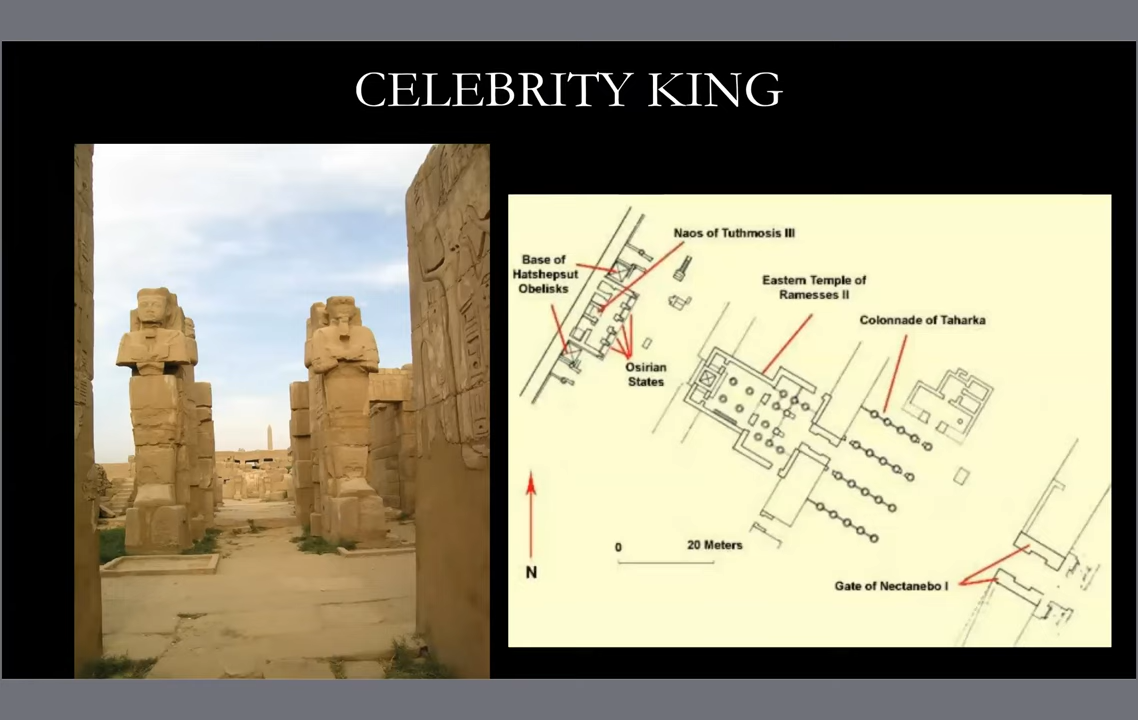 CELEBRITY KING
Naos of Tuthmosis III
Base of
Hatshepsut
Obelisks
Eastern Temple of
Ramesses II
Colonnade of Taharka
Osirian
States
0 20 Meters
N
Gate of Nectanebo I